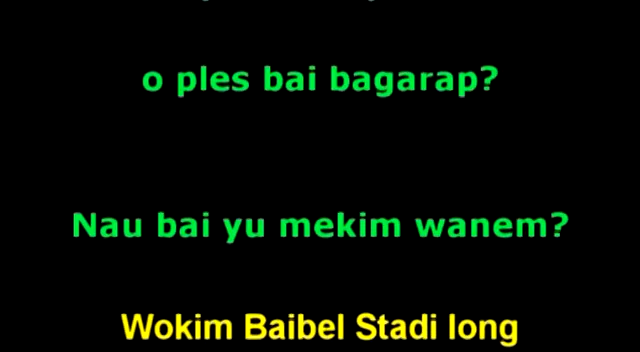 o ples bai bagarap?
Nau bai yu mekim wanem?
Wokim Baibel Stadi long